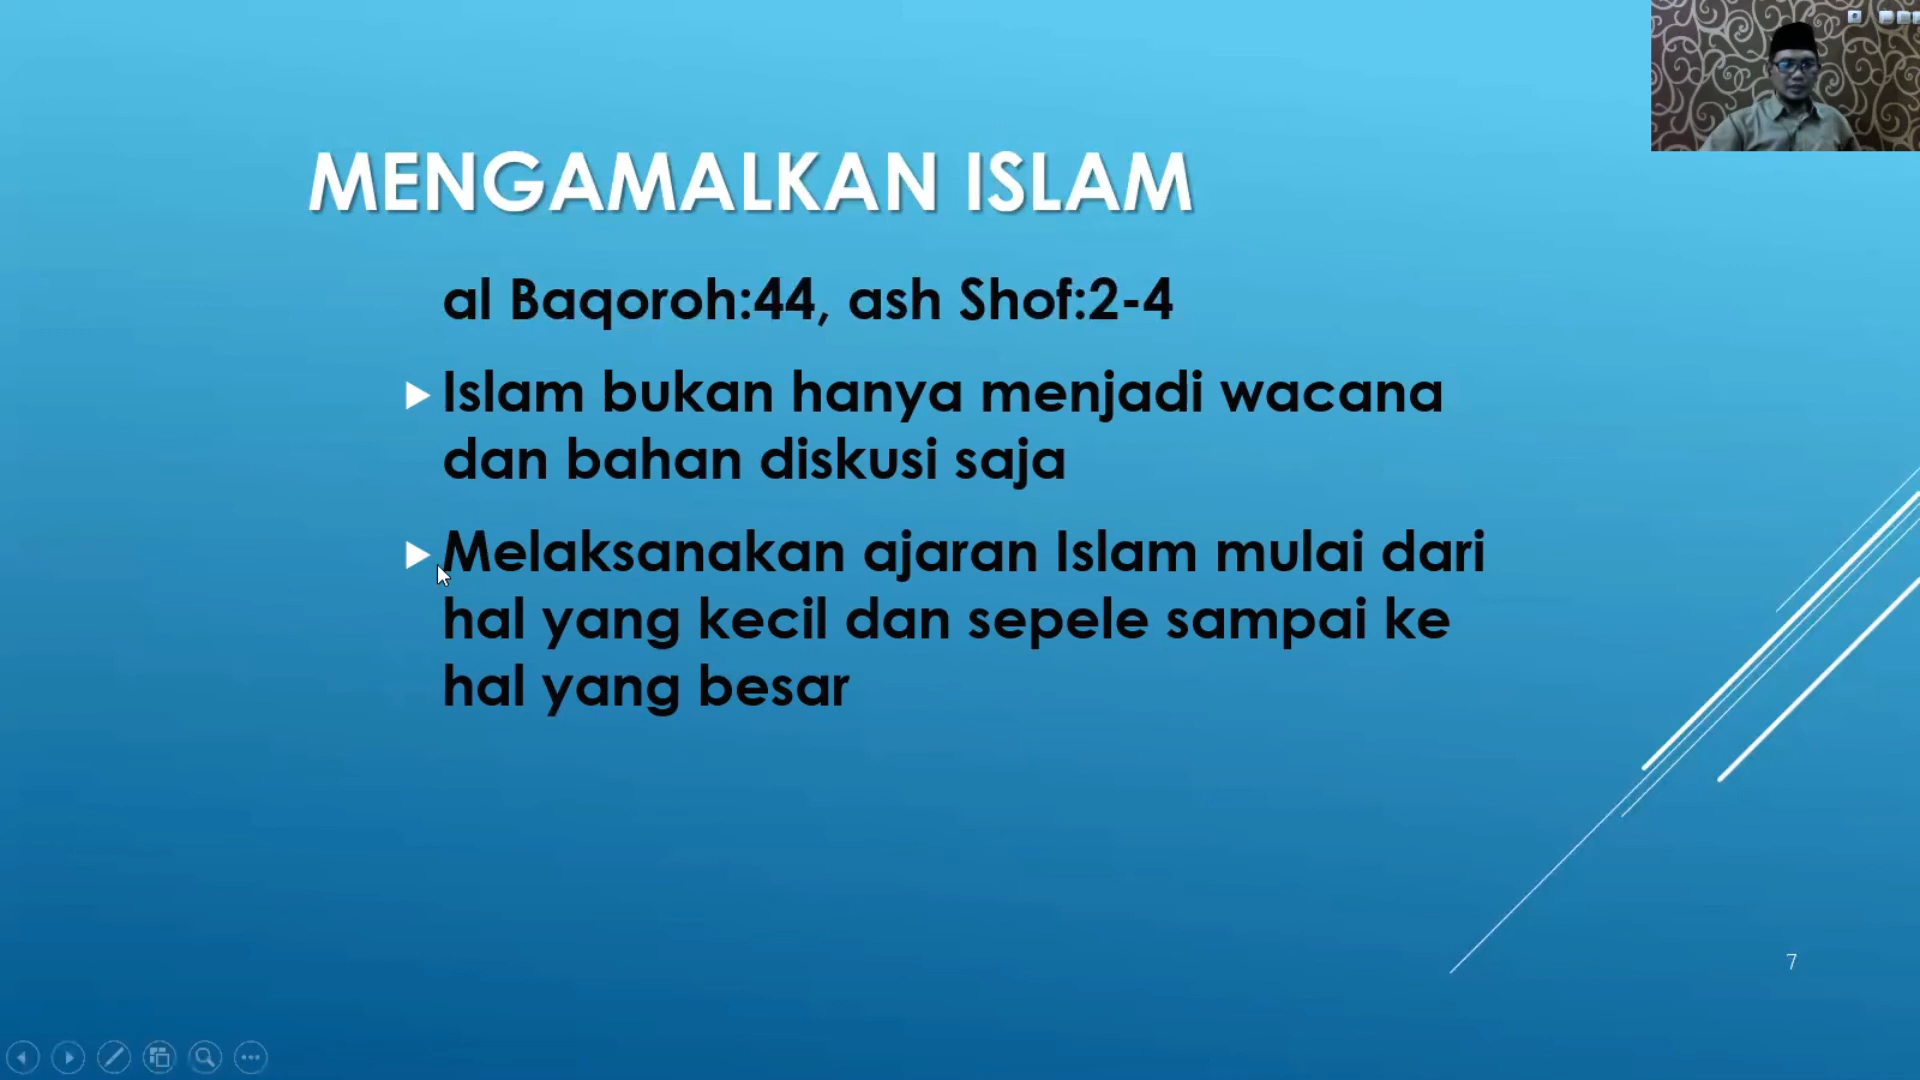 MENGAMALKAN ISLAM
al Baqoroh:44, ash Shof:2-4
Islam bukan hanya menjadi wacana
dan bahan diskusi saja
Melaksanakan ajaran Islam mulai dari
hal yang kecil dan sepele sampai ke
hal yang besar
7